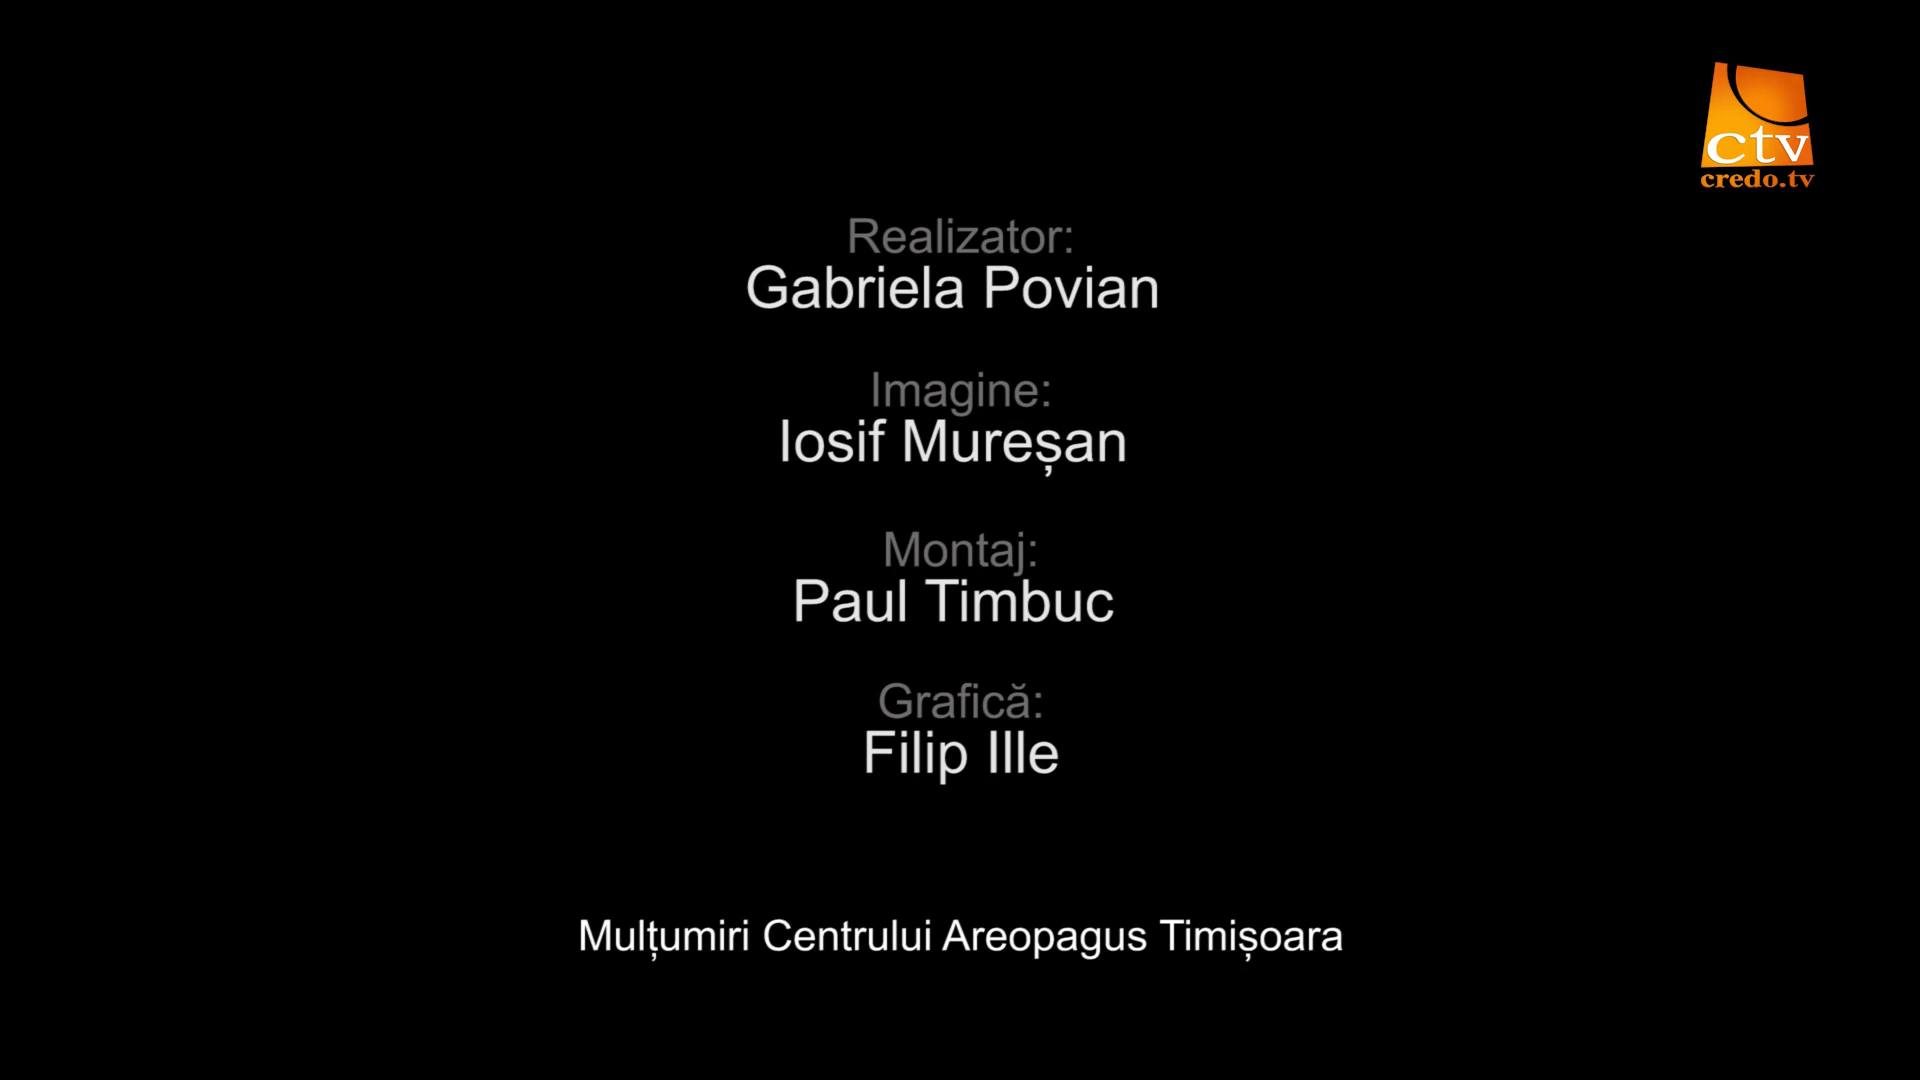 ctv
credo.tv
Realizator:
Gabriela Povian
Imagine:
Iosif Mureșan
Montaj:
Paul Timbuc
Grafică:
Filip Ille
Mulțumiri Centrului Areopagus Timișoara